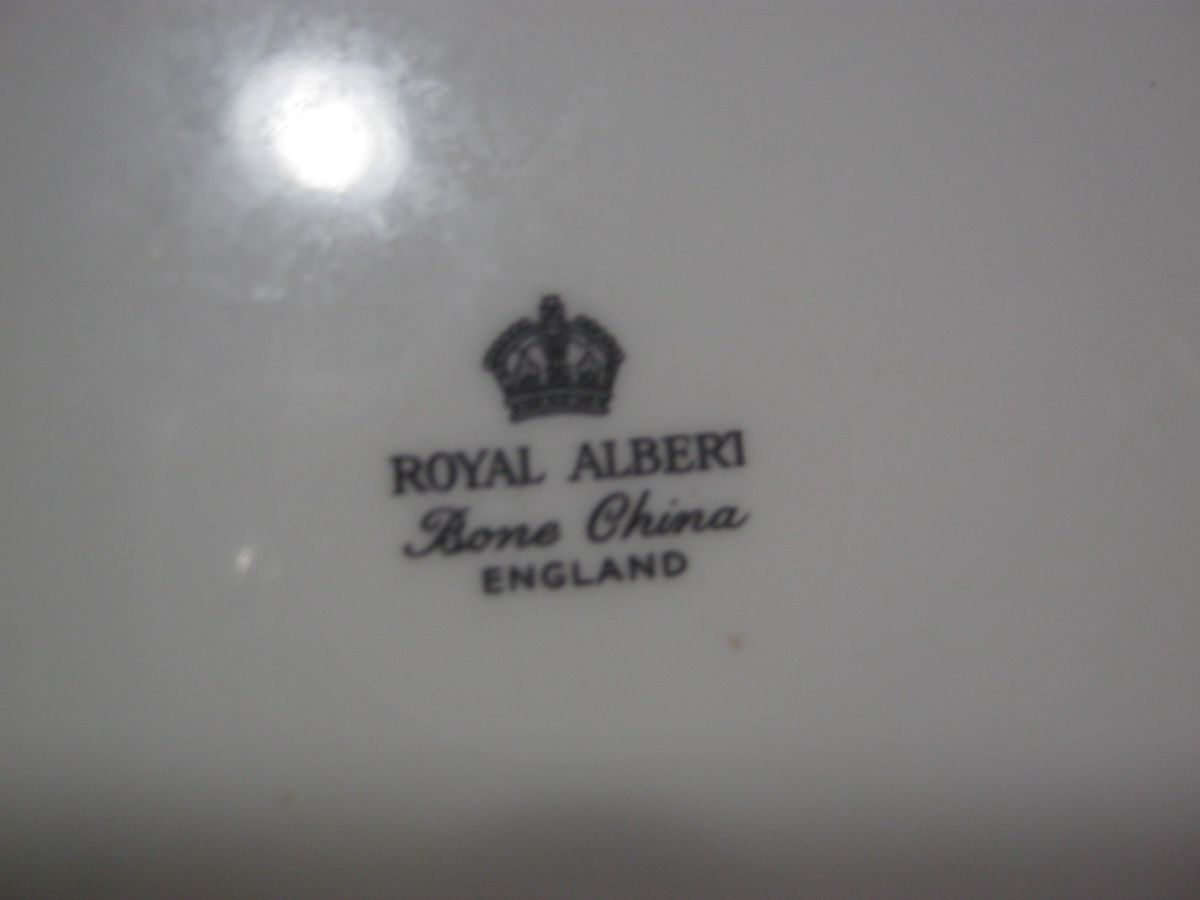 ROYAL ALBERT
Bone China
ENGLAND